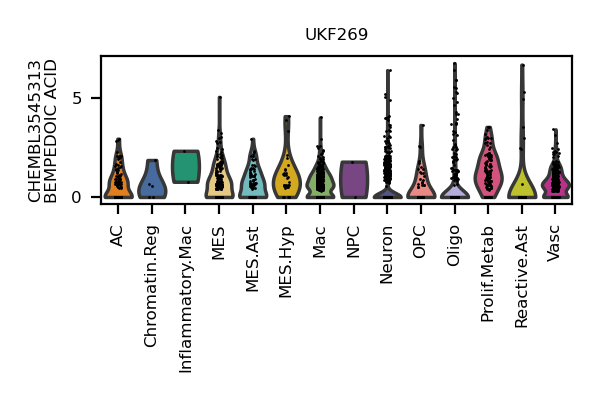 UKF269
CHEMBL3545313
BEMPEDOIC ACID
5
0
AC
Chromatin.Reg
Inflammatory.Mac
MES
MES.Ast
MES.Hyp
Mac
NPC
Neuron
OPC
Oligo
Prolif.Metab
Reactive.Ast
Vasc